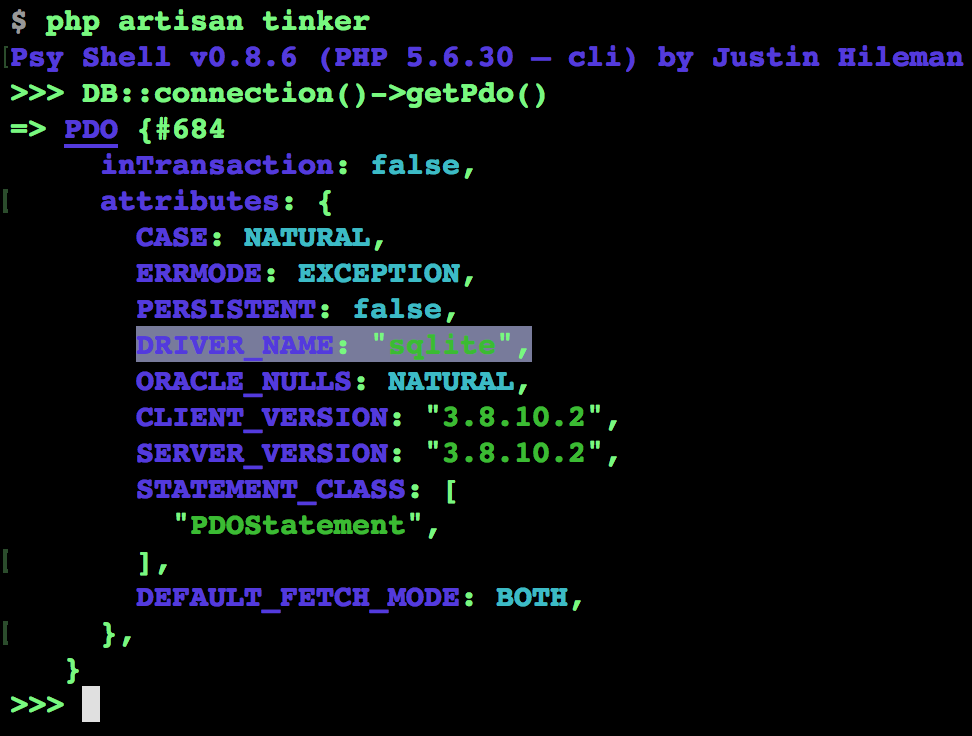 $ php artisan tinker
Psy Shell v0.8.6 (PHP 5.6.30 — cli) by Justin Hileman
>>> DB::connection()->getPdo()
=> PDO {#684
     inTransaction: false,
     attributes: {
       CASE: NATURAL,
       ERRMODE: EXCEPTION,
       PERSISTENT: false,
       DRIVER_NAME: "sqlite",
       ORACLE_NULLS: NATURAL,
       CLIENT_VERSION: "3.8.10.2",
       SERVER_VERSION: "3.8.10.2",
       STATEMENT_CLASS: [
         "PDOStatement",
       ],
       DEFAULT_FETCH_MODE: BOTH,
     },
   }
>>>